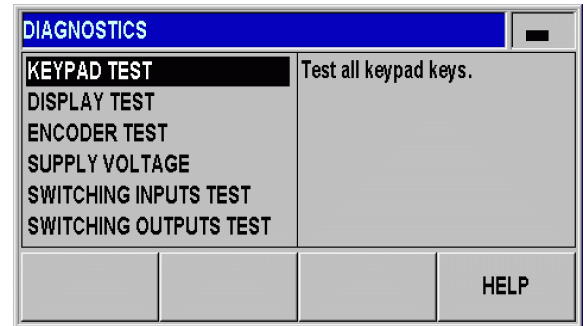 DIAGNOSTICS
KEYPAD TEST
DISPLAY TEST
ENCODER TEST
SUPPLY VOLTAGE
SWITCHING INPUTS TEST
SWITCHING OUTPUTS TEST
Test all keypad keys.
HELP